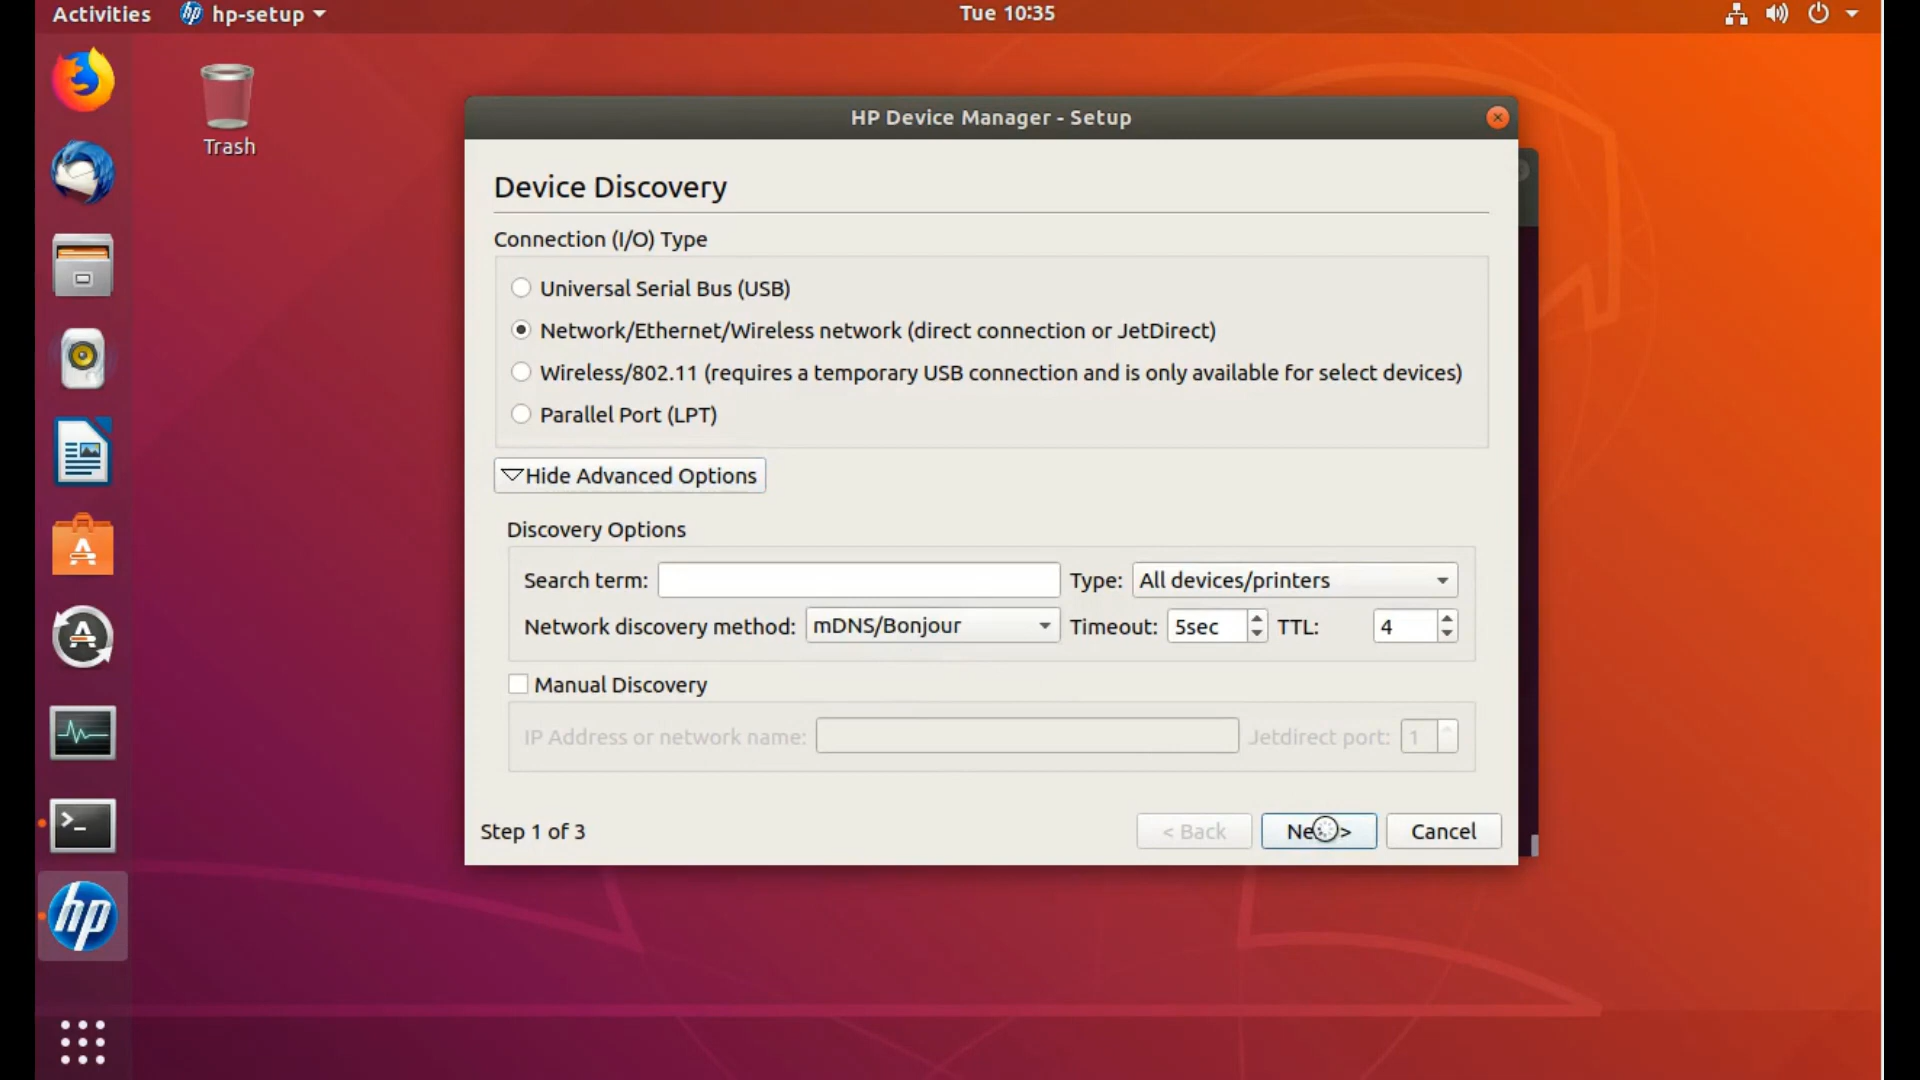 Activities hp-setup Tue 10:35
Trash
HP Device Manager - Setup
Device Discovery
Connection (I/O) Type
Universal Serial Bus (USB)
Network/Ethernet/Wireless network (direct connection or JetDirect)
Wireless/802.11 (requires a temporary USB connection and is only available for select devices)
Parallel Port (LPT)
Hide Advanced Options
Discovery Options
Search term: Type: All devices/printers
Network discovery method: mDNS/Bonjour Timeout: 5sec TTL: 4
Manual Discovery
IP Address or network name: Jetdirect port: 1
Step 1 of 3 < Back > Cancel
hp